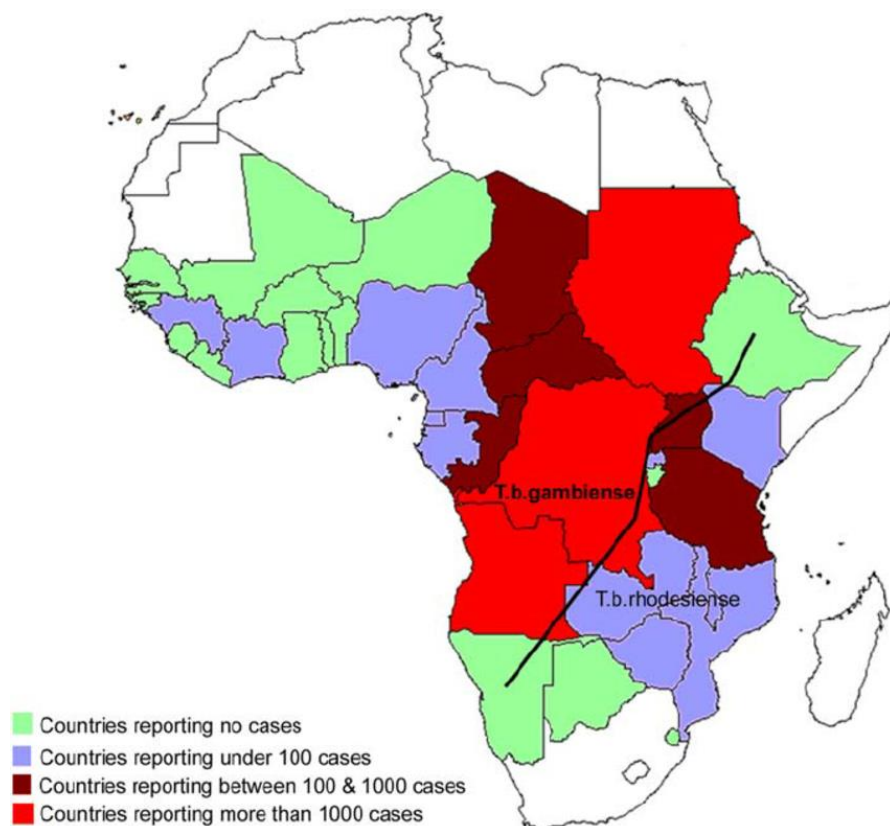 T.b.gambiense
T.b.rhodesiense
Countries reporting no cases
Countries reporting under 100 cases
Countries reporting between 100 & 1000 cases
Countries reporting more than 1000 cases